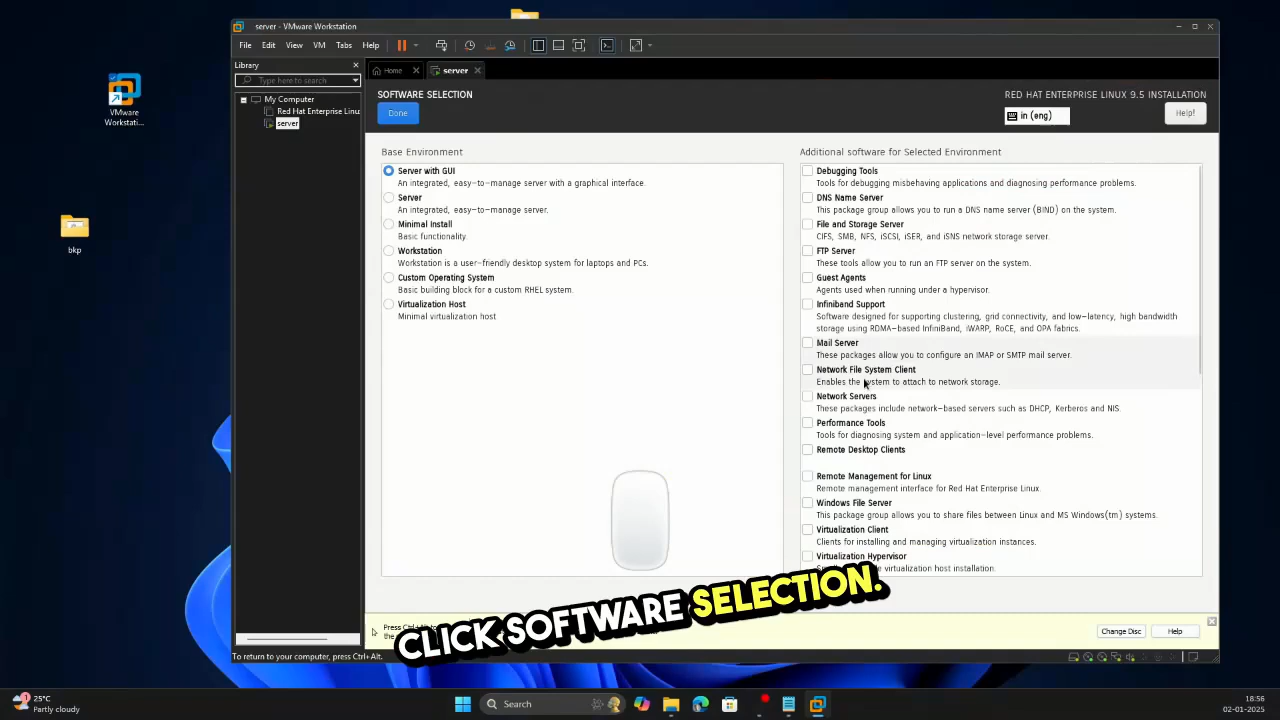 server - VMware Workstation
File Edit View VM Tabs Help
Library
Type here to search
My Computer
Red Hat Enterprise Linu
server
Home
server
SOFTWARE SELECTION
Done
RED HAT ENTERPRISE LINUX 9.5 INSTALLATION
in (eng)
Help!
Base Environment
Server with GUI
An integrated, easy-to-manage server with a graphical interface.
Server
An integrated, easy-to-manage server.
Minimal Install
Basic functionality.
Workstation
Workstation is a user-friendly desktop system for laptops and PCs.
Custom Operating System
Basic building block for a custom RHEL system.
Virtualization Host
Minimal virtualization host
Additional software for Selected Environment
Debugging Tools
Tools for debugging misbehaving applications and diagnosing performance problems.
DNS Name Server
This package group allows you to run a DNS name server (BIND) on the system.
File and Storage Server
CIFS, SMB, NFS, iSCSI, iSER, and iSNS network storage server.
FTP Server
These tools allow you to run an FTP server on the system.
Guest Agents
Agents used when running under a hypervisor.
Infiniband Support
Software designed for supporting clustering, grid connectivity, and low-latency, high bandwidth
storage using RDMA-based InfiniBand, iWARP, RoCE, and OPA fabrics.
Mail Server
These packages allow you to configure an IMAP or SMTP mail server.
Network File System Client
Enables the system to attach to network storage.
Network Servers
These packages include network-based servers such as DHCP, Kerberos and NIS.
Performance Tools
Tools for diagnosing system and application-level performance problems.
Remote Desktop Clients
Remote Management for Linux
Remote management interface for Red Hat Enterprise Linux.
Windows File Server
This package group allows you to share files between Linux and MS Windows(tm) systems.
Virtualization Client
Clients for installing and managing virtualization instances.
Virtualization Hypervisor
virtualization host installation.
CLICK SOFTWARE SELECTION.
Change Disc
Help
To return to your computer, press Ctrl+Alt.
VMware
Workstati...
bkp
25°C
Partly cloudy
Search
18:56
02-01-2025